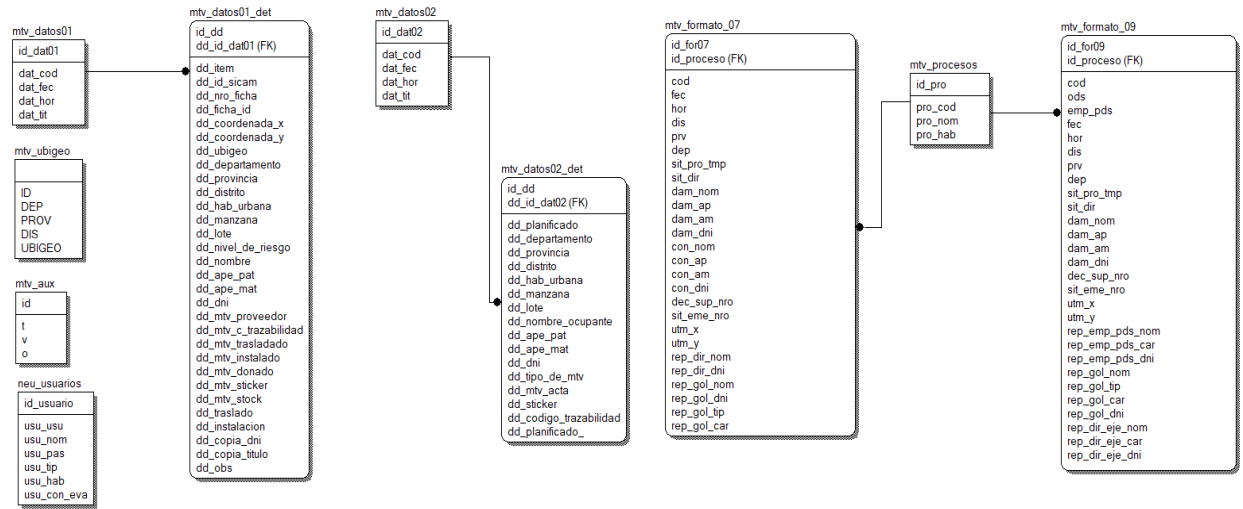 mtv_datos01
id_dat01
dat_cod
dat_fec
dat_hor
dat_tit
mtv_ubigeo
ID
DEP
PROV
DIS
UBIGEO
mtv_aux
id
t
v
o
neu_usuarios
id_usuario
usu_usu
usu_nom
usu_pas
usu_tip
usu_hab
usu_con_eva
mtv_datos01_det
id_dd
dd_id_dat01 (FK)
dd_item
dd_id_sicam
dd_nro_ficha
dd_ficha_id
dd_coordenada_x
dd_coordenada_y
dd_ubigeo
dd_departamento
dd_provincia
dd_distrito
dd_hab_urbana
dd_manzana
dd_lote
dd_nivel_de_riesgo
dd_nombre
dd_ape_pat
dd_ape_mat
dd_dni
dd_mtv_proveedor
dd_mtv_c_trazabilidad
dd_mtv_trasladado
dd_mtv_instalado
dd_mtv_donado
dd_mtv_sticker
dd_mtv_stock
dd_traslado
dd_instalacion
dd_copia_dni
dd_copia_titulo
dd_obs
mtv_datos02
id_dat02
dat_cod
dat_fec
dat_hor
dat_tit
mtv_datos02_det
id_dd
dd_id_dat02 (FK)
dd_planificado
dd_departamento
dd_provincia
dd_distrito
dd_hab_urbana
dd_manzana
dd_lote
dd_nombre_ocupante
dd_ape_pat
dd_ape_mat
dd_dni
dd_tipo_de_mtv
dd_mtv_acta
dd_sticker
dd_codigo_trazabilidad
dd_planificado_
mtv_formato_07
id_for07
id_proceso (FK)
cod
fec
hor
dis
prv
dep
sit_pro_tmp
sit_dir
dam_nom
dam_ap
dam_am
dam_dni
con_nom
con_ap
con_am
con_dni
dec_sup_nro
sit_eme_nro
utm_x
utm_y
rep_dir_nom
rep_dir_dni
rep_gol_nom
rep_gol_dni
rep_gol_tip
rep_gol_car
mtv_procesos
id_pro
pro_cod
pro_nom
pro_hab
mtv_formato_09
id_for09
id_proceso (FK)
cod
ods
emp_pds
fec
hor
dis
prv
dep
sit_pro_tmp
sit_dir
dam_nom
dam_ap
dam_am
dam_dni
dec_sup_nro
sit_eme_nro
utm_x
utm_y
rep_emp_pds_nom
rep_emp_pds_car
rep_emp_pds_dni
rep_gol_nom
rep_gol_tip
rep_gol_car
rep_gol_dni
rep_dir_eje_nom
rep_dir_eje_car
rep_dir_eje_dni